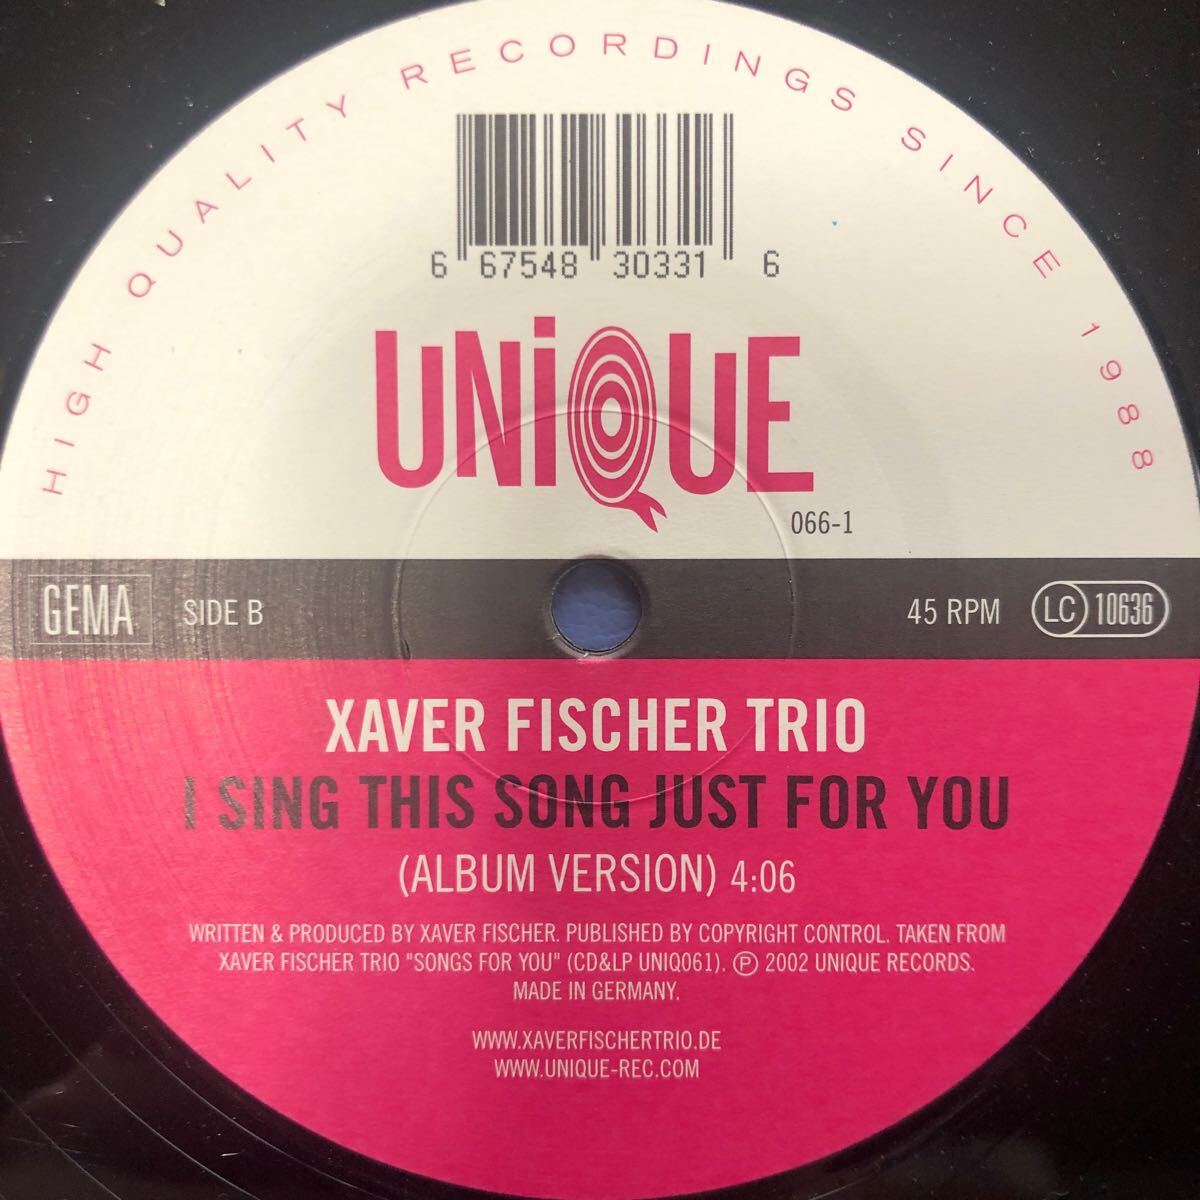 HIGH QUALITY RECORDINGS SINCE 1988
6 67548 30331 6
UNiQUE
066-1
GEMA SIDE B 45 RPM LC 10636
XAVER FISCHER TRIO
I SING THIS SONG JUST FOR YOU
(ALBUM VERSION) 4:06
WRITTEN & PRODUCED BY XAVER FISCHER. PUBLISHED BY COPYRIGHT CONTROL. TAKEN FROM
XAVER FISCHER TRIO "SONGS FOR YOU" (CD&LP UNIQ061). ℗ 2002 UNIQUE RECORDS.
MADE IN GERMANY.
WWW.XAVERFISCHERTRIO.DE
WWW.UNIQUE-REC.COM